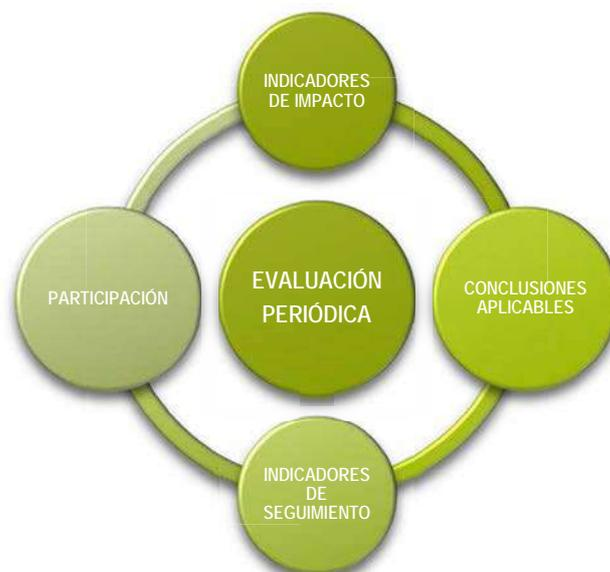 INDICADORES
DE IMPACTO
PARTICIPACIÓN
EVALUACIÓN
PERIÓDICA
CONCLUSIONES
APLICABLES
INDICADORES
DE
SEGUIMIENTO